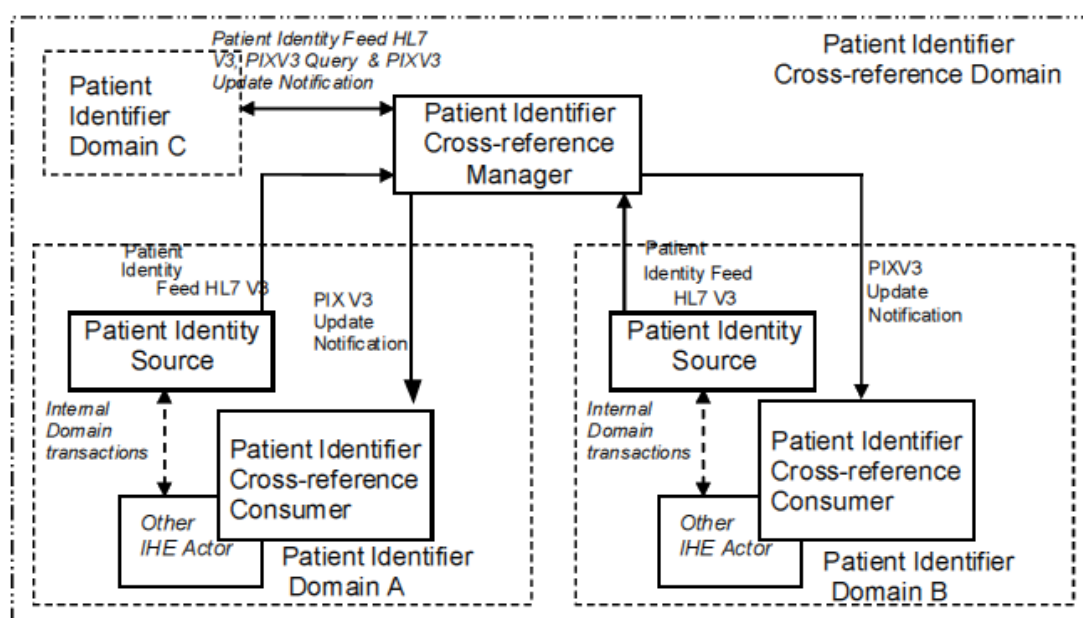 Patient Identity Feed HL7
V3, PIXV3 Query & PIXV3
Update Notification
Patient Identifier
Cross-reference Domain
Patient
Identifier
Domain C
Patient Identifier
Cross-reference
Manager
Patient
Identity
Feed HL7 V3
PIX V3
Update
Notification
Patient
Identity Feed
HL7 V3
PIXV3
Update
Notification
Patient Identity
Source
Internal
Domain
transactions
Patient Identifier
Cross-reference
Consumer
Other
IHE Actor
Patient Identifier
Domain A
Patient Identity
Source
Internal
Domain
transactions
Patient Identifier
Cross-reference
Consumer
Other
IHE Actor
Patient Identifier
Domain B